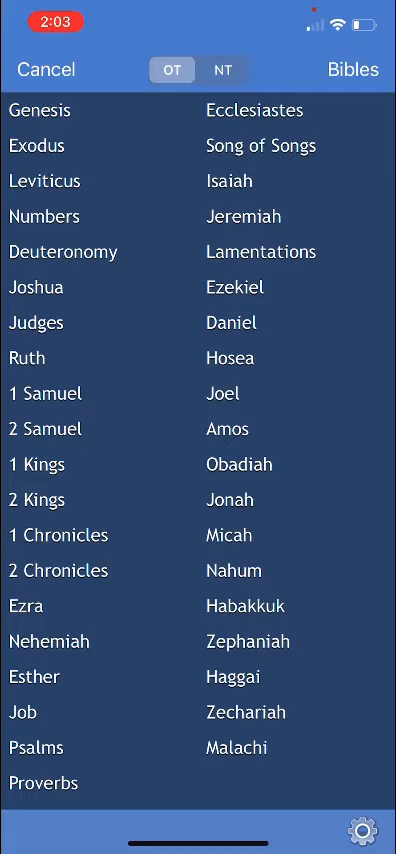 2:03
Cancel
OT
NT
Bibles
Genesis
Exodus
Leviticus
Numbers
Deuteronomy
Joshua
Judges
Ruth
1 Samuel
2 Samuel
1 Kings
2 Kings
1 Chronicles
2 Chronicles
Ezra
Nehemiah
Esther
Job
Psalms
Proverbs
Ecclesiastes
Song of Songs
Isaiah
Jeremiah
Lamentations
Ezekiel
Daniel
Hosea
Joel
Amos
Obadiah
Jonah
Micah
Nahum
Habakkuk
Zephaniah
Haggai
Zechariah
Malachi